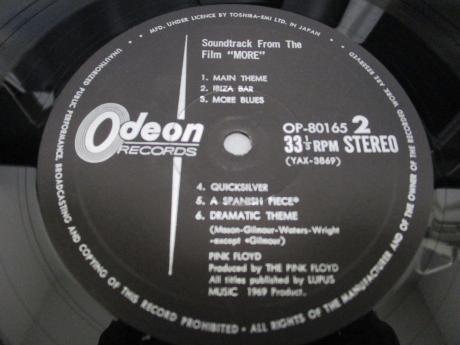 MFD. UNDER LICENCE BY TOSHIBA-EMI LTD. IN JAPAN
UNAUTHORIZED PUBLIC PERFORMANCE, BROADCASTING AND COPYING OF THIS RECORD PROHIBITED • ALL RIGHTS OF THE MANUFACTURER AND OF THE OWNER OF THE RECORDED WORK ARE RESERVED
Soundtrack From The
Film "MORE"
1. MAIN THEME
2. IBIZA BAR
3. MORE BLUES
Odeon
RECORDS
OP-80165 2
33⅓RPM STEREO
(YAX-3869)
4. QUICKSILVER
5. A SPANISH PIECE*
6. DRAMATIC THEME
(Mason-Gilmour-Waters-Wright
-except *Gilmour)
PINK FLOYD
Produced by THE PINK FLOYD
All titles published by LUPUS
MUSIC 1969 Product.